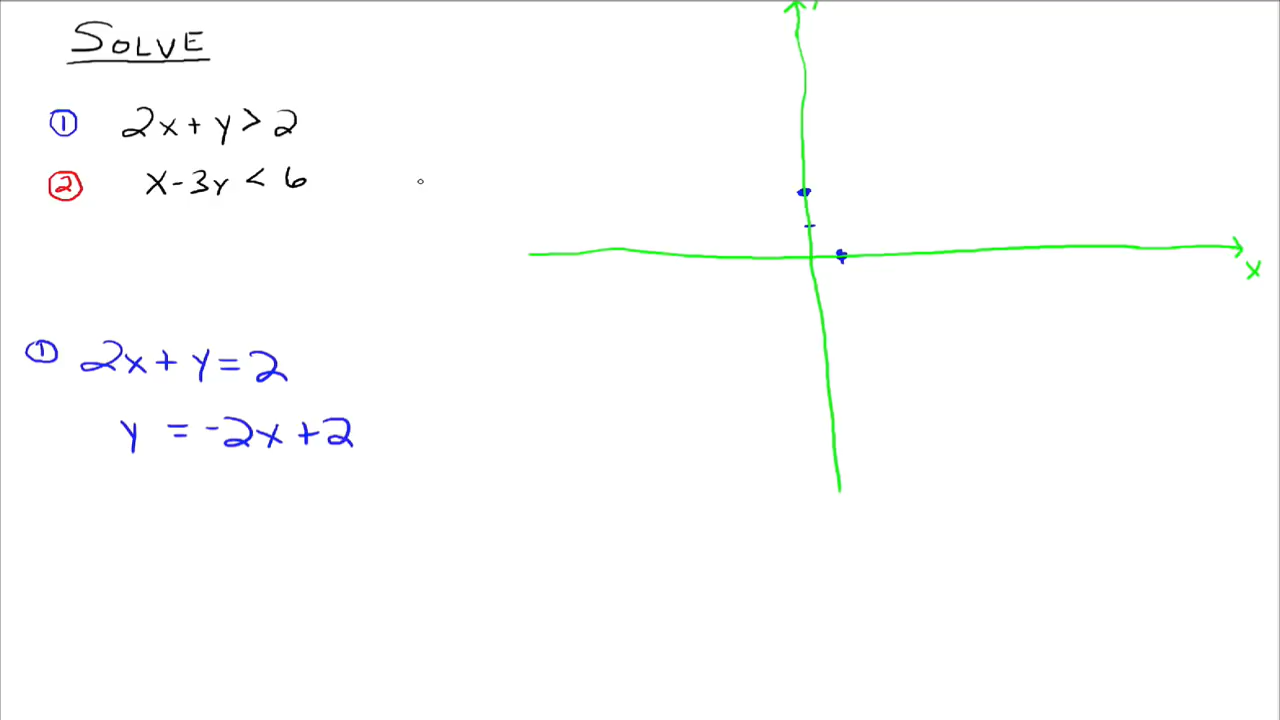 SOLVE
① 2x + y > 2
② x - 3y < 6
x
① 2x + y = 2
y = -2x + 2